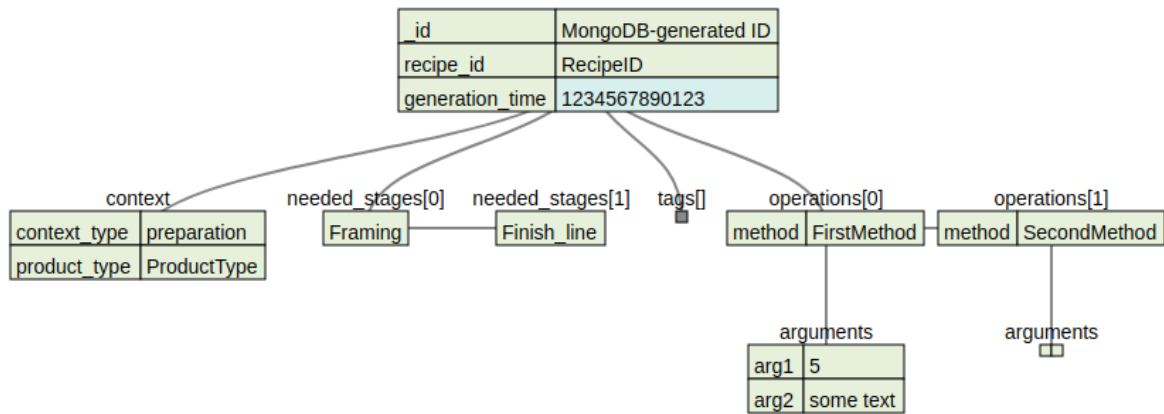 _id MongoDB-generated ID
recipe_id RecipeID
generation_time 1234567890123
context needed_stages[0] needed_stages[1] tags[] operations[0] operations[1]
context_type preparation Framing Finish_line method FirstMethod method SecondMethod
product_type ProductType
arguments arguments
arg1 5
arg2 some text